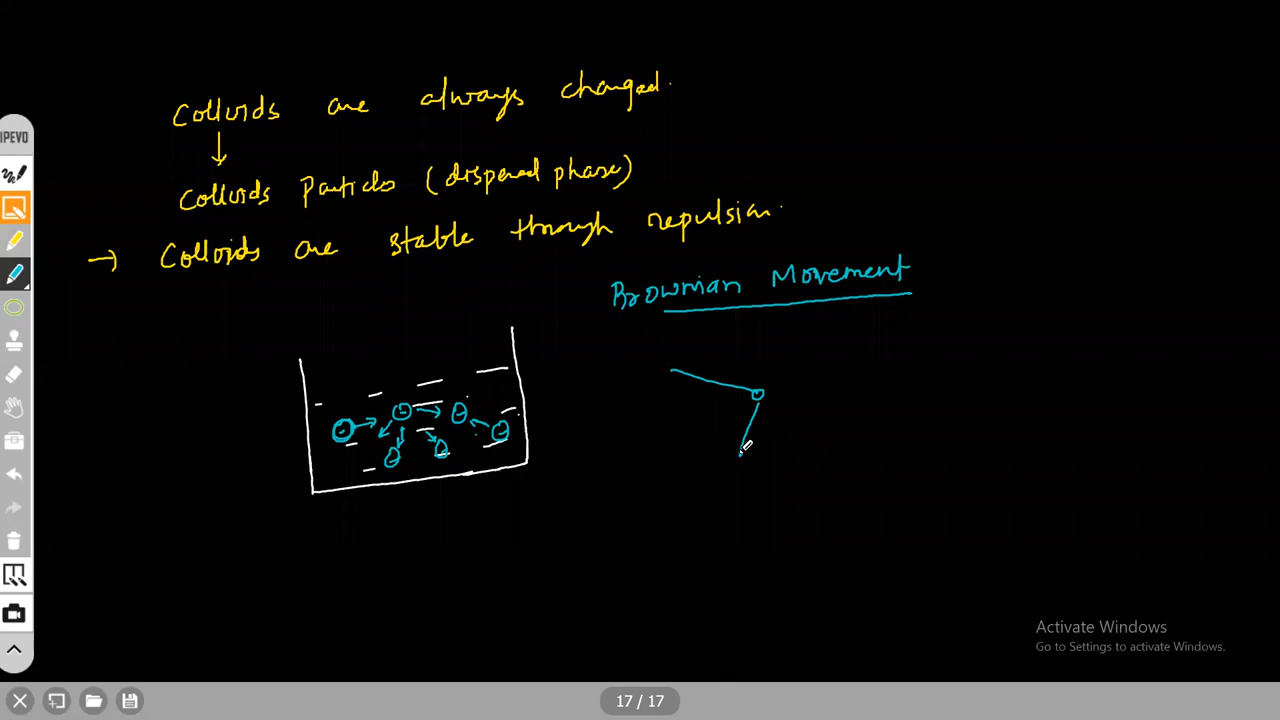 IPEVO
Colloids are always charged.
Colloids Particles (dispersed phase)
→ Colloids are stable through repulsion.
Brownian Movement
Activate Windows
Go to Settings to activate Windows.
17 / 17